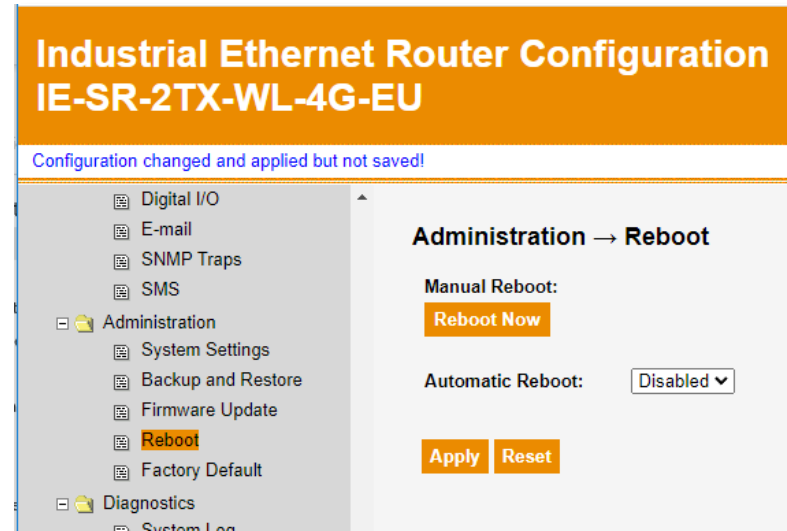 Industrial Ethernet Router Configuration
IE-SR-2TX-WL-4G-EU
Configuration changed and applied but not saved!
Digital I/O
E-mail
SNMP Traps
SMS
Administration
System Settings
Backup and Restore
Firmware Update
Reboot
Factory Default
Diagnostics
System Log
Administration → Reboot
Manual Reboot:
Reboot Now
Automatic Reboot: Disabled
Apply Reset